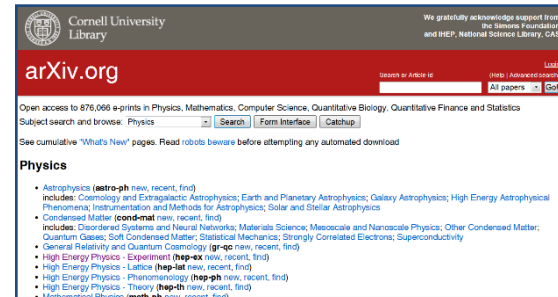 Cornell University
Library
We gratefully acknowledge support from
the Simons Foundation
and IHEP, National Science Library, CAS
arXiv.org
Login
Search or Article-id
(Help | Advanced search)
All papers
Go!
Open access to 876,066 e-prints in Physics, Mathematics, Computer Science, Quantitative Biology, Quantitative Finance and Statistics
Subject search and browse: Physics Search Form Interface Catchup
See cumulative "What's New" pages. Read robots beware before attempting any automated download
Physics
• Astrophysics (astro-ph new, recent, find)
includes: Cosmology and Extragalactic Astrophysics; Earth and Planetary Astrophysics; Galaxy Astrophysics; High Energy Astrophysical
Phenomena; Instrumentation and Methods for Astrophysics; Solar and Stellar Astrophysics
• Condensed Matter (cond-mat new, recent, find)
includes: Disordered Systems and Neural Networks; Materials Science; Mesoscale and Nanoscale Physics; Other Condensed Matter;
Quantum Gases; Soft Condensed Matter; Statistical Mechanics; Strongly Correlated Electrons; Superconductivity
• General Relativity and Quantum Cosmology (gr-qc new, recent, find)
• High Energy Physics - Experiment (hep-ex new, recent, find)
• High Energy Physics - Lattice (hep-lat new, recent, find)
• High Energy Physics - Phenomenology (hep-ph new, recent, find)
• High Energy Physics - Theory (hep-th new, recent, find)
• Mathematical Physics (math-ph new, recent, find)